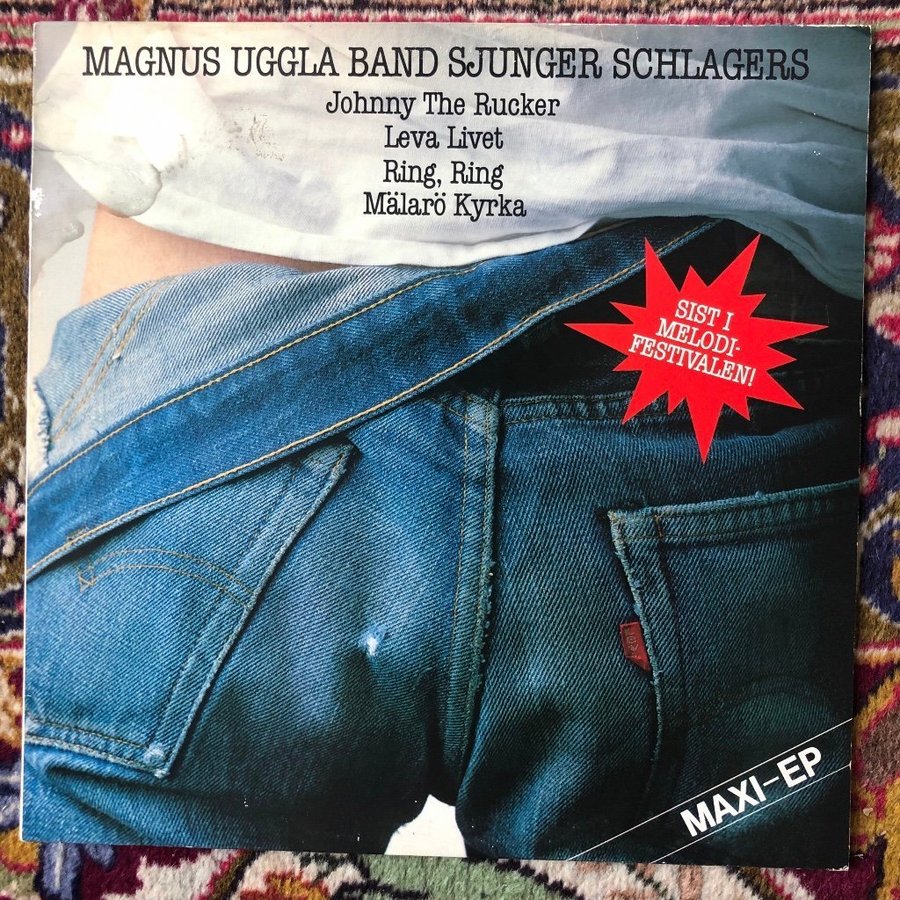 MAGNUS UGGLA BAND SJUNGER SCHLAGERS
Johnny The Rucker
Leva Livet
Ring, Ring
Mälarö Kyrka
SIST I
MELODI-
FESTIVALEN!
MAXI-EP